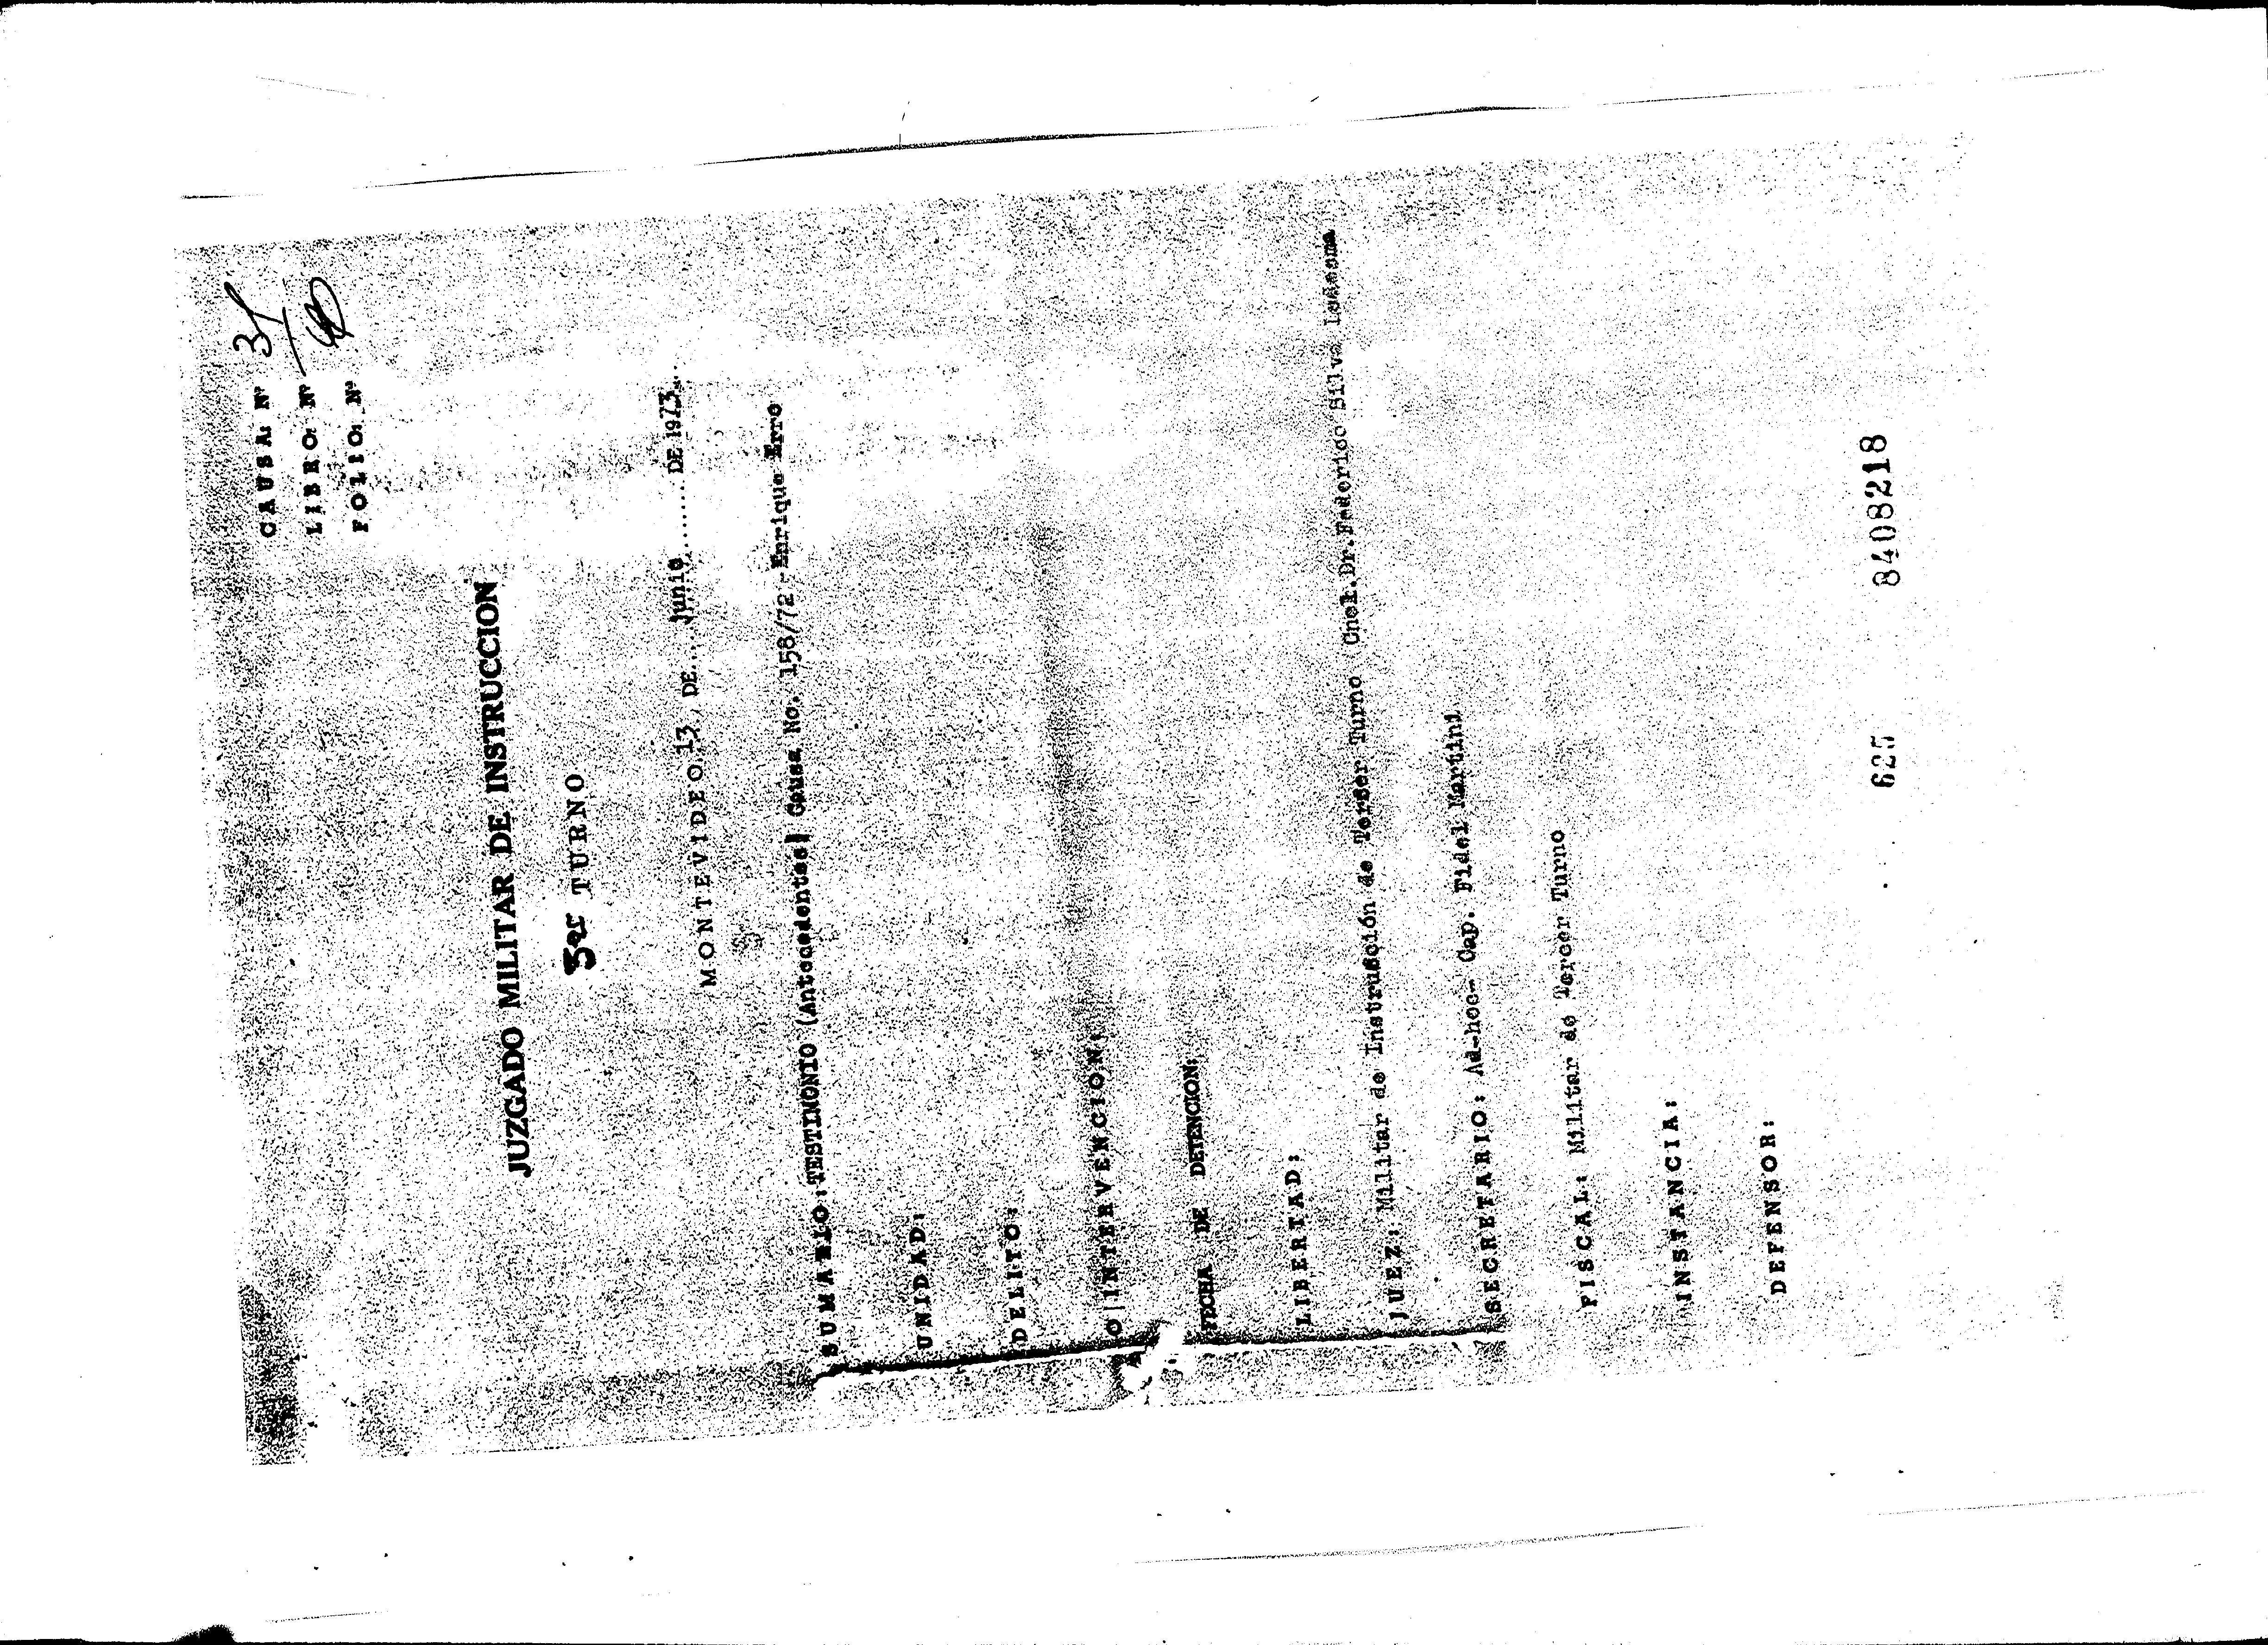 CAUSA: Nº 31
LIBRO: Nº 1
FOLIO: Nº
JUZGADO MILITAR DE INSTRUCCION
3er TURNO
MONTEVIDEO, 13, DE.... Junio ........ DE 1973...
SUMARIO: TESTIMONIO (Antecedentes) Causa No. 158/72-Enrique Erro
UNIDAD:
DELITO:
O|INTERVENCION:
FECHA DE DETENCION:
LIBERTAD:
JUEZ: Militar de Instrucción de Tercer Turno Cnel.Dr.Federico Silva Ledesma
SECRETARIO: Ad-hoc- Cap. Fidel Martini
FISCAL: Militar de Tercer Turno
INSTANCIA:
DEFENSOR:
625 8408218